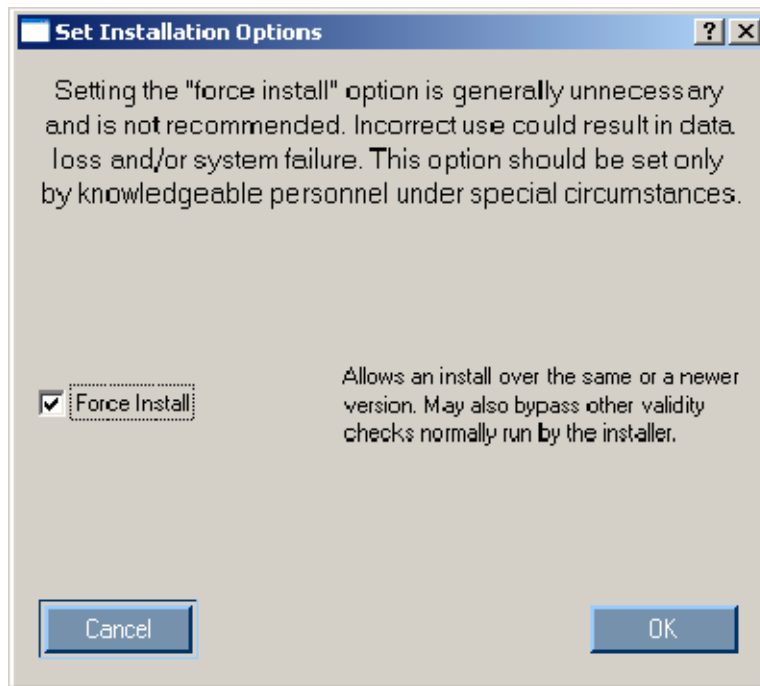 Set Installation Options
Setting the "force install" option is generally unnecessary
and is not recommended. Incorrect use could result in data
loss and/or system failure. This option should be set only
by knowledgeable personnel under special circumstances.
Allows an install over the same or a newer
Force Install
version. May also bypass other validity
checks normally run by the installer.
Cancel
OK